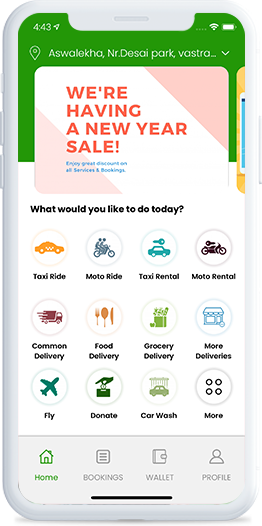 4:43
Aswalekha, Nr.Desai park, vastra...
WE'RE
HAVING
A NEW YEAR
SALE!
Enjoy great discount on
all Services & Bookings.
What would you like to do today?
Taxi Ride Moto Ride Taxi Rental Moto Rental
Common Food Grocery More
Delivery Delivery Delivery Deliveries
Fly Donate Car Wash More
Home BOOKINGS WALLET PROFILE